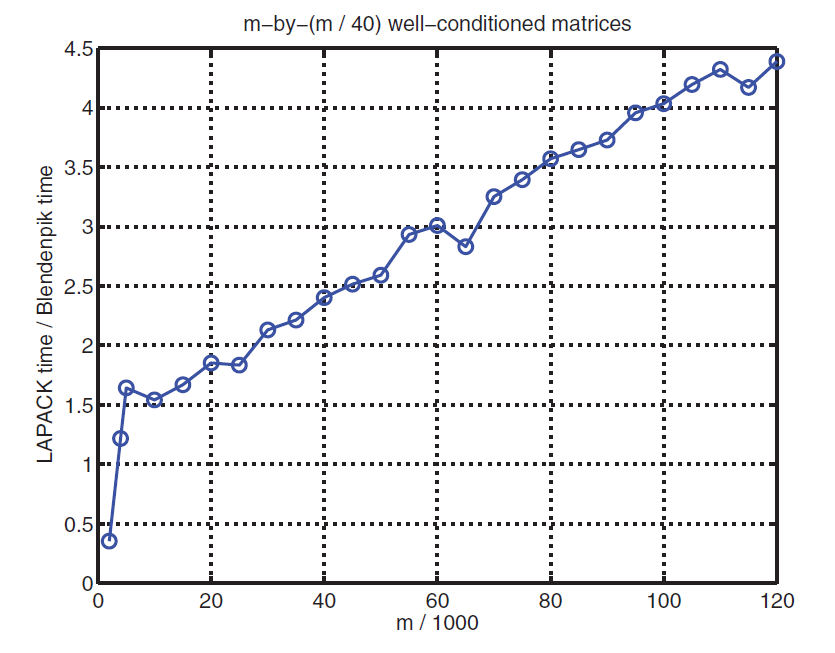 m−by−(m / 40) well−conditioned matrices
LAPACK time / Blendenpik time
4.5
4
3.5
3
2.5
2
1.5
1
0.5
0
0 20 40 60 80 100 120
m / 1000